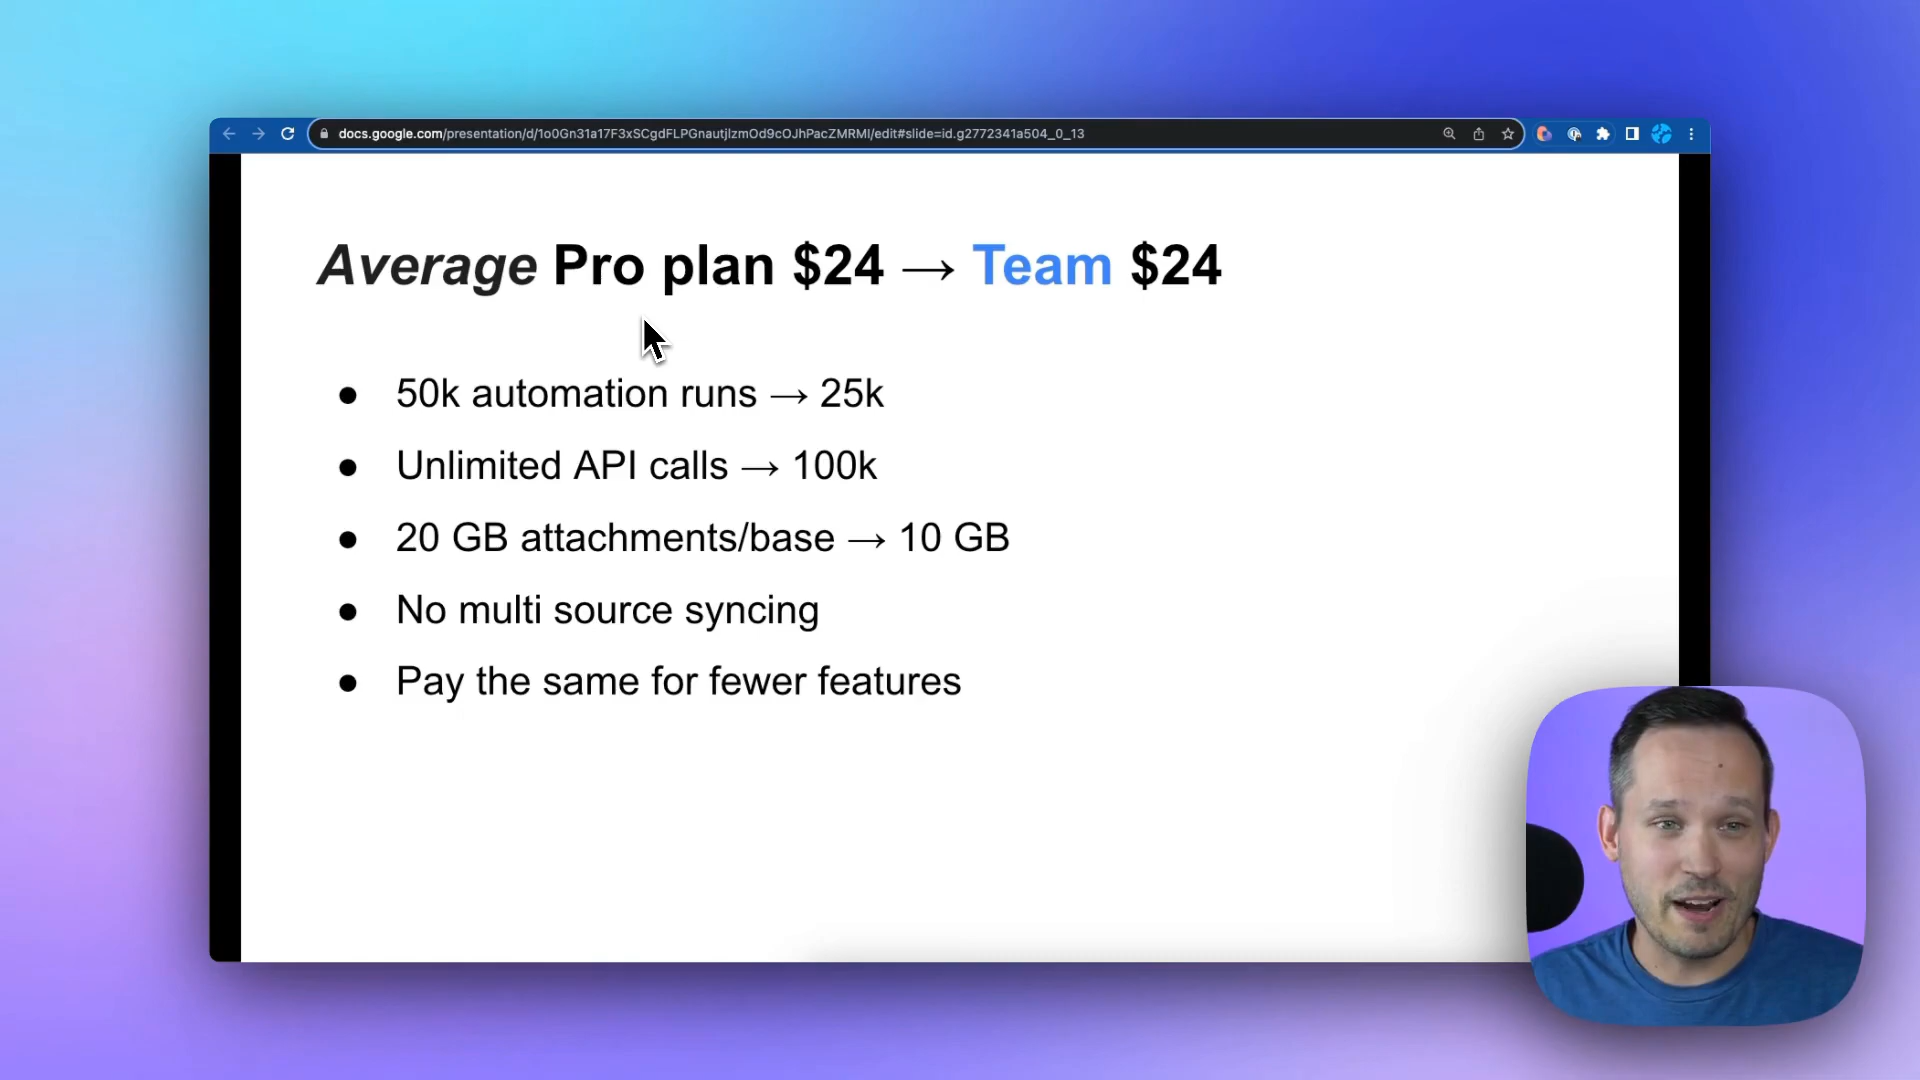 docs.google.com/presentation/d/1o0Gn31a17F3xSCgdFLPGnautjlzmOd9cOJhPacZMRMI/edit#slide=id.g2772341a504_0_13
Average Pro plan $24 → Team $24
● 50k automation runs → 25k
● Unlimited API calls → 100k
● 20 GB attachments/base → 10 GB
● No multi source syncing
● Pay the same for fewer features